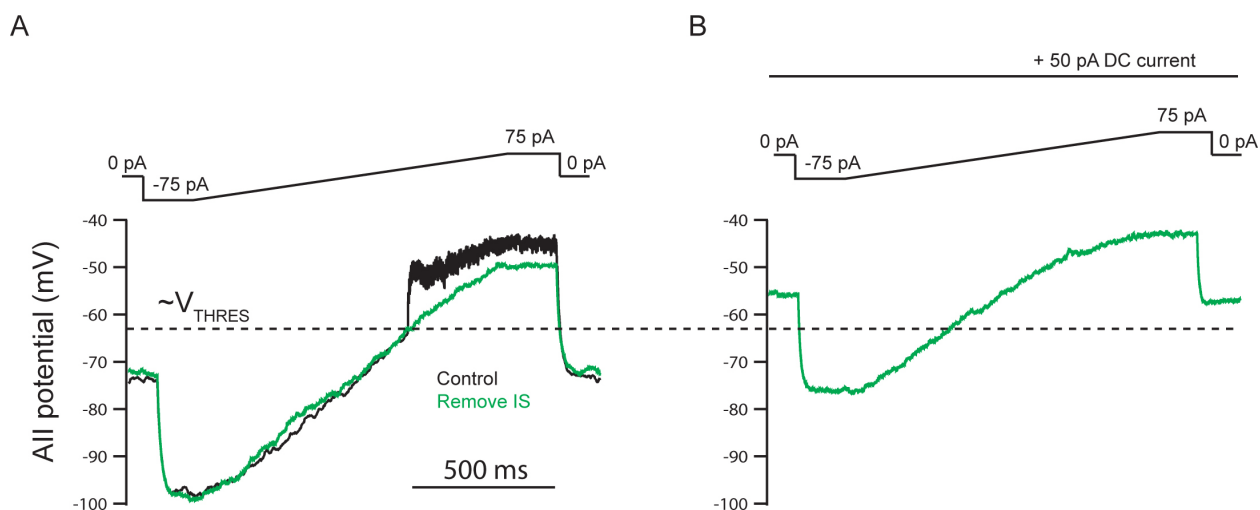 A
B
+ 50 pA DC current
0 pA
-75 pA
75 pA
0 pA
0 pA
-75 pA
75 pA
0 pA
All potential (mV)
-40
-50
-60
-70
-80
-90
-100
~VTHRES
Control
Remove IS
500 ms
-40
-50
-60
-70
-80
-90
-100